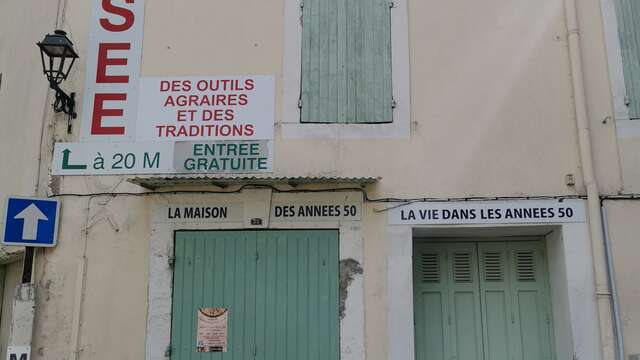 SEE
DES OUTILS
AGRAIRES
ET DES
TRADITIONS
à 20 M
ENTRÉE
GRATUITE
LA MAISON
DES ANNEES 50
LA VIE DANS LES ANNEES 50
M